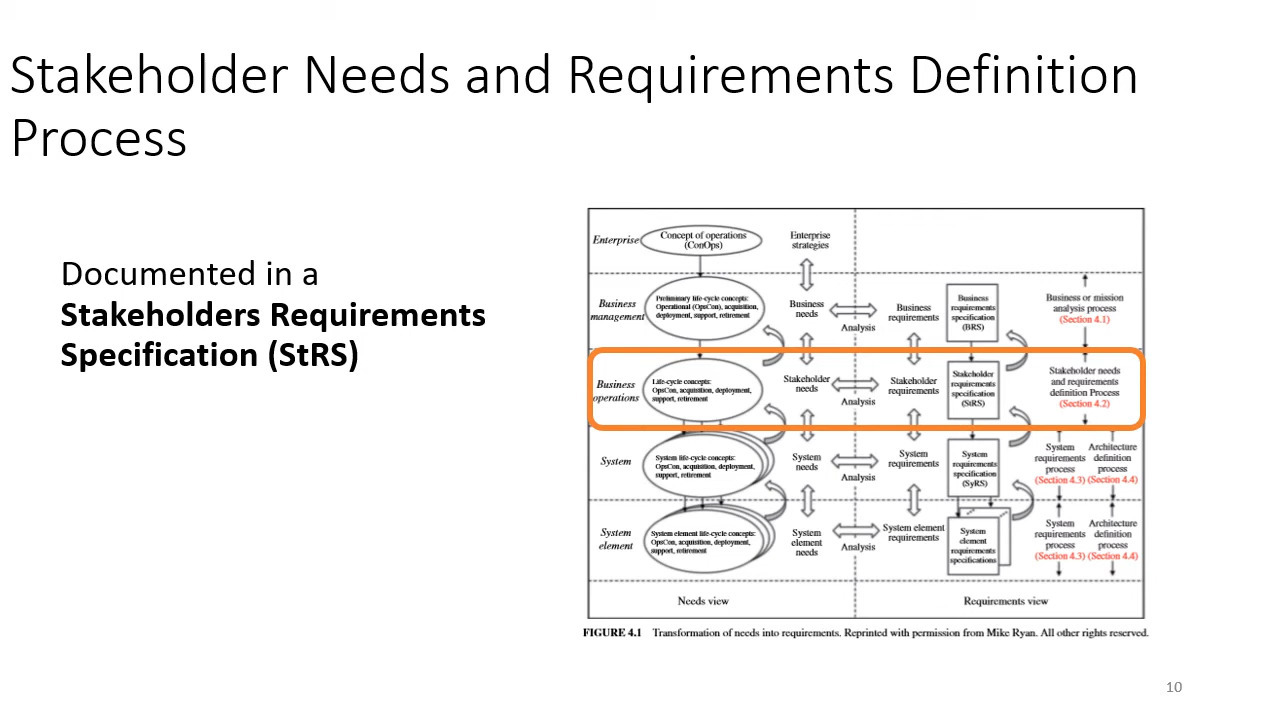 Stakeholder Needs and Requirements Definition
Process
Documented in a
Stakeholders Requirements
Specification (StRS)
Enterprise
Concept of operations
(ConOps)
Enterprise
strategies
Business
management
Preliminary life-cycle concepts:
Operational (OpsCon), acquisition,
deployment, support, retirement
Business
needs
Analysis
Business
requirements
Business
requirements
specification
(BRS)
Business or mission
analysis process
(Section 4.1)
Business
operations
Life-cycle concepts:
OpsCon, acquisition, deployment,
support, retirement
Stakeholder
needs
Analysis
Stakeholder
requirements
Stakeholder
requirements
specification
(StRS)
Stakeholder needs
and requirements
definition Process
(Section 4.2)
System
System life-cycle concepts:
OpsCon, acquisition, deployment,
support, retirement
System
needs
Analysis
System
requirements
System
requirements
specification
(SyRS)
System
requirements
process
(Section 4.3)
Architecture
definition
process
(Section 4.4)
System
element
System element life-cycle concepts:
OpsCon, acquisition, deployment,
support, retirement
System
element
needs
Analysis
System element
requirements
System
element
requirements
specifications
System
requirements
process
(Section 4.3)
Architecture
definition
process
(Section 4.4)
Needs view
Requirements view
FIGURE 4.1 Transformation of needs into requirements. Reprinted with permission from Mike Ryan. All other rights reserved.
10